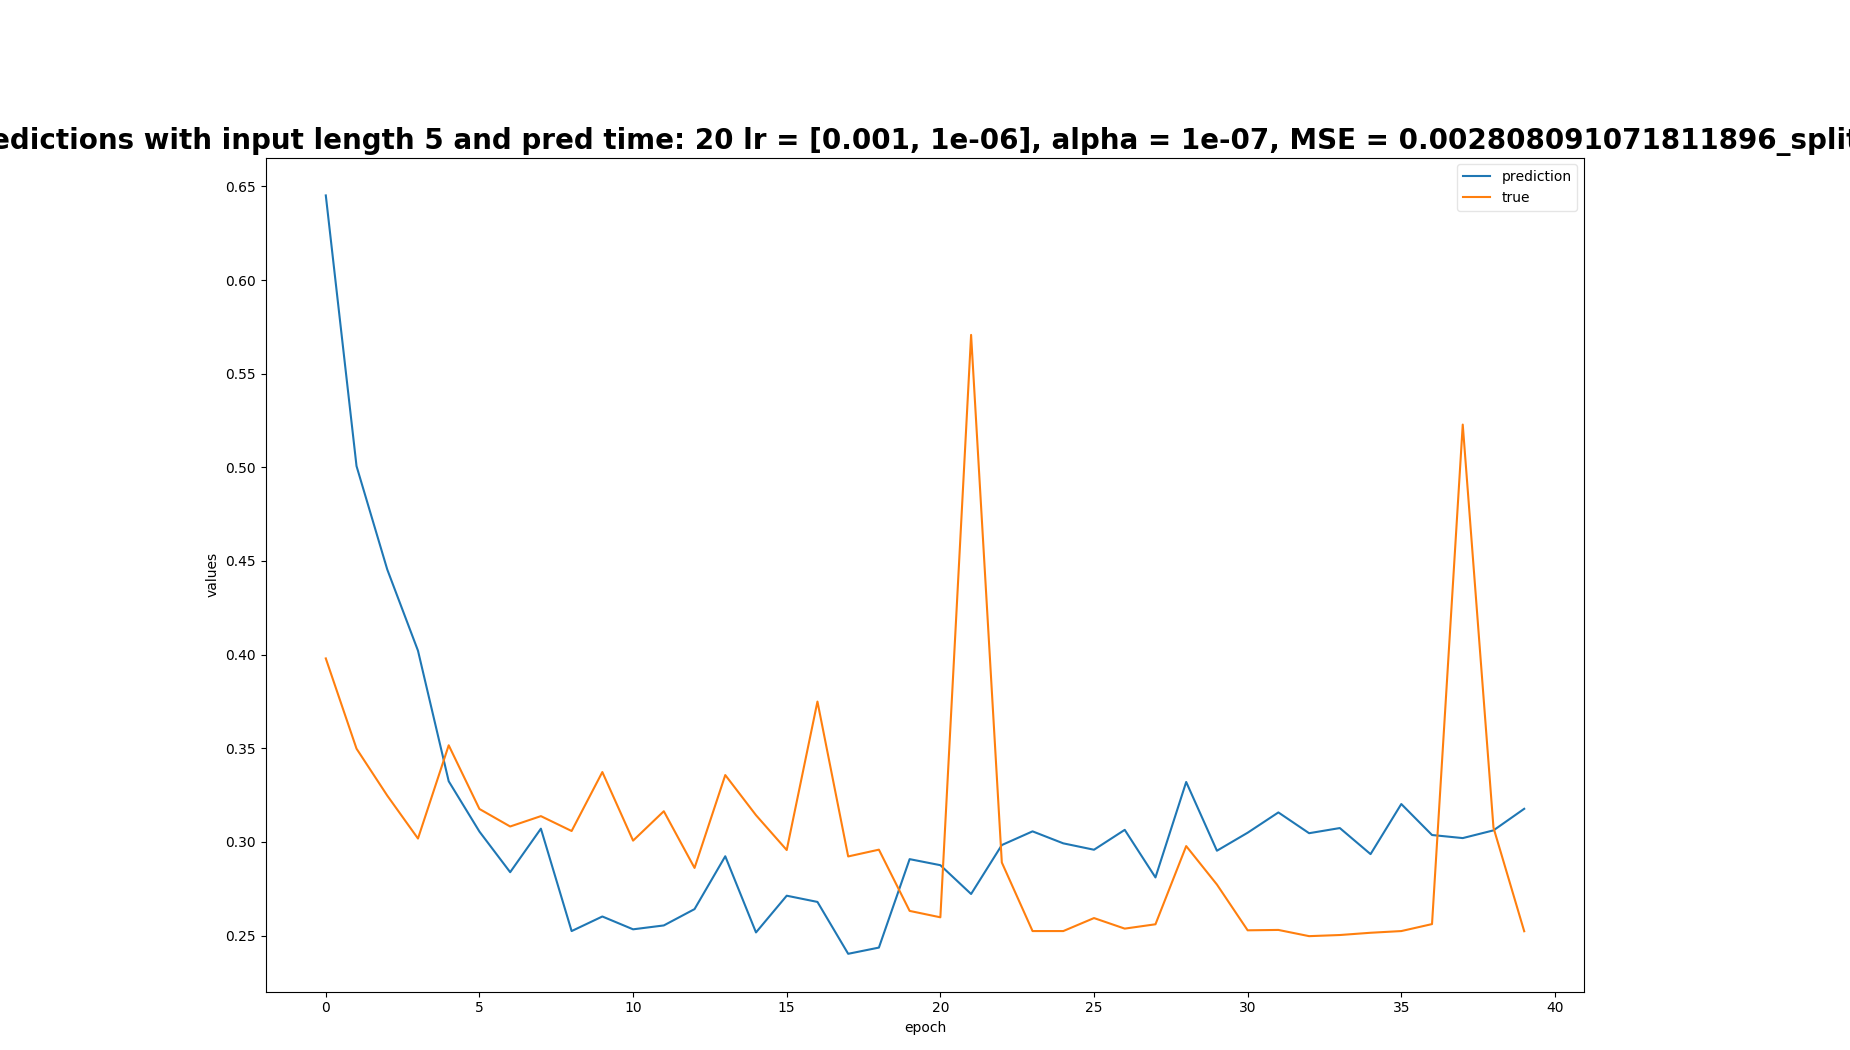 edictions with input length 5 and pred time: 20 lr = [0.001, 1e-06], alpha = 1e-07, MSE = 0.002808091071811896_split
prediction
true
0.65
0.60
0.55
0.50
0.45
0.40
0.35
0.30
0.25
values
0 5 10 15 20 25 30 35 40
epoch